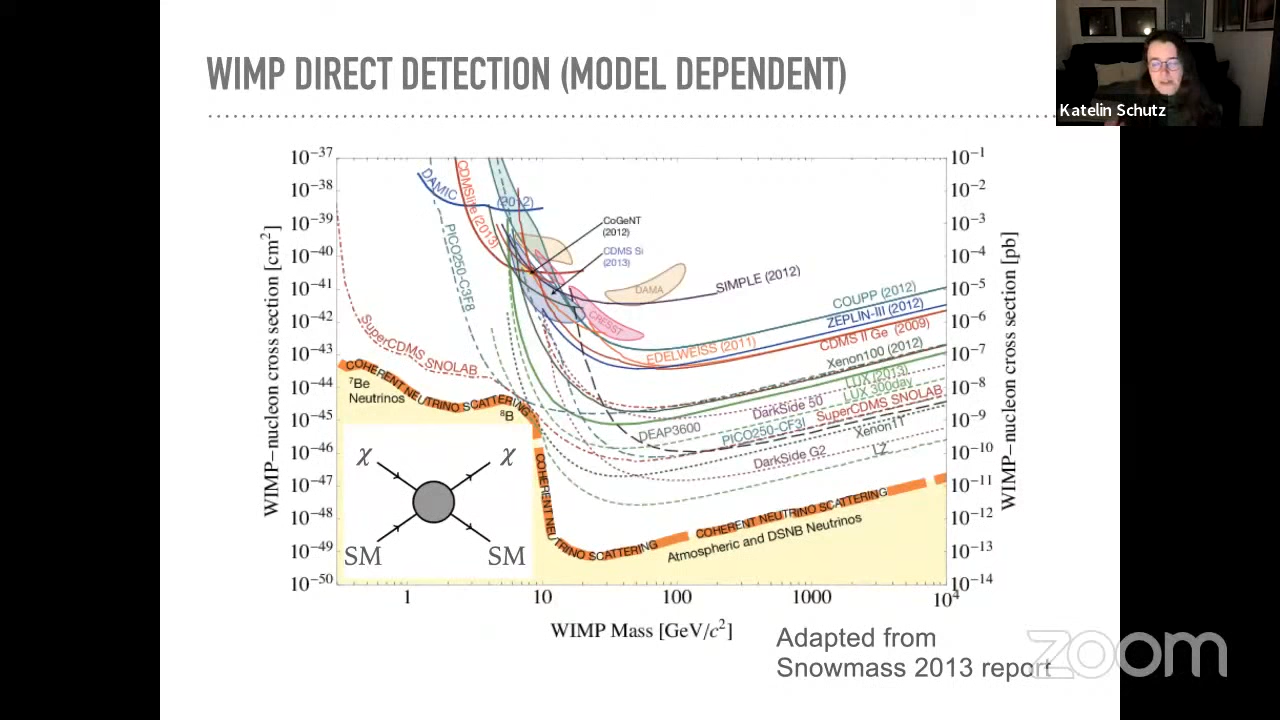 WIMP DIRECT DETECTION (MODEL DEPENDENT)
Katelin Schutz
WIMP–nucleon cross section [cm²]
10⁻³⁷
10⁻³⁸
10⁻³⁹
10⁻⁴⁰
10⁻⁴¹
10⁻⁴²
10⁻⁴³
10⁻⁴⁴
10⁻⁴⁵
10⁻⁴⁶
10⁻⁴⁷
10⁻⁴⁸
10⁻⁴⁹
10⁻⁵⁰
DAMIC (2012)
CDMSlite (2013)
PICO250-C3F8
CoGeNT
(2012)
CDMS Si
(2013)
DAMA
SIMPLE (2012)
CRESST
COUPP (2012)
ZEPLIN-III (2012)
EDELWEISS (2011)
CDMS II Ge (2009)
Xenon100 (2012)
SuperCDMS SNOLAB
LUX (2013)
LUX 300day
DarkSide 50
SuperCDMS SNOLAB
DEAP3600
PICO250-CF3I
Xenon1T
DarkSide G2
LZ
COHERENT NEUTRINO SCATTERING
⁷Be
Neutrinos
⁸B
COHERENT NEUTRINO SCATTERING
COHERENT NEUTRINO SCATTERING
Atmospheric and DSNB Neutrinos
χ χ
SM SM
10⁻¹
10⁻²
10⁻³
10⁻⁴
10⁻⁵
10⁻⁶
10⁻⁷
10⁻⁸
10⁻⁹
10⁻¹⁰
10⁻¹¹
10⁻¹²
10⁻¹³
10⁻¹⁴
WIMP–nucleon cross section [pb]
1 10 100 1000 10⁴
WIMP Mass [GeV/c²]
Adapted from
Snowmass 2013 report
zoom